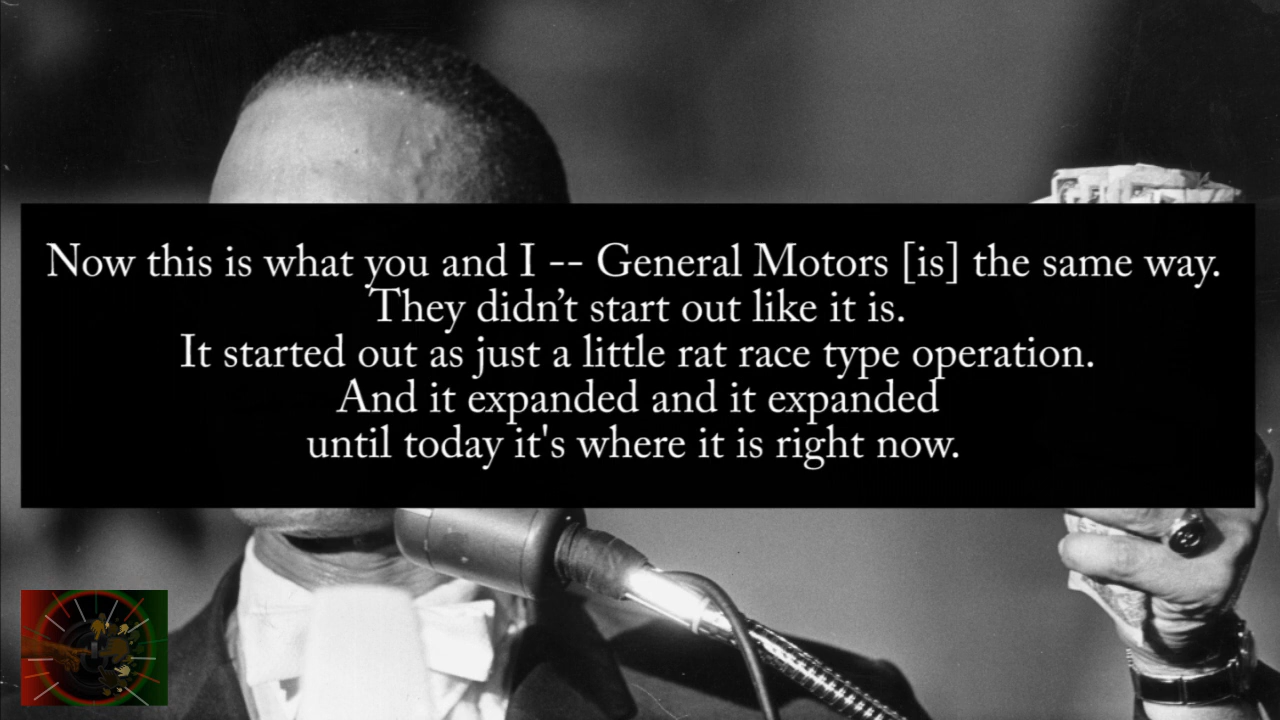 Now this is what you and I -- General Motors [is] the same way.
They didn’t start out like it is.
It started out as just a little rat race type operation.
And it expanded and it expanded
until today it's where it is right now.